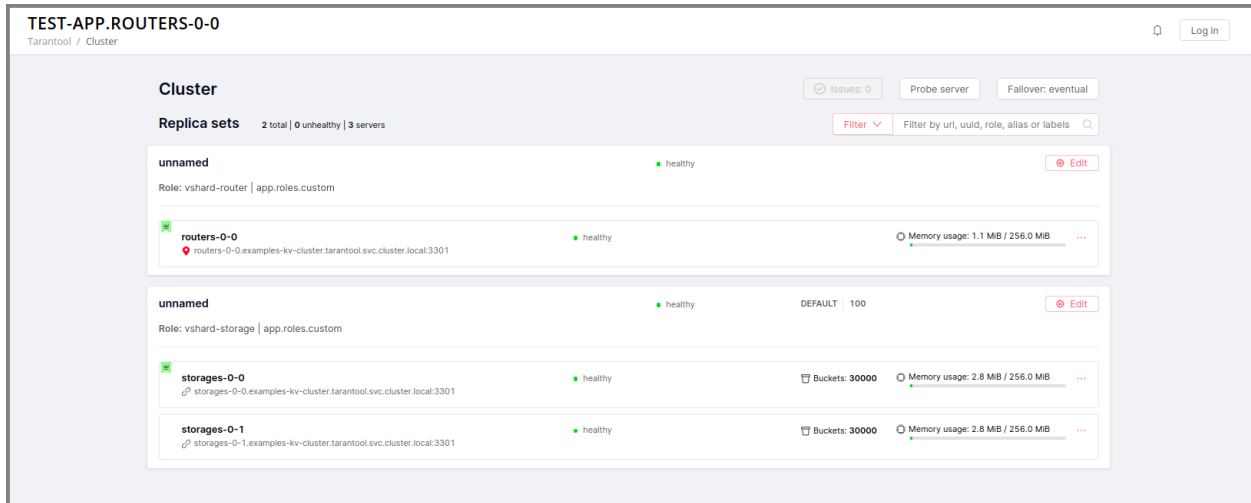 TEST-APP.ROUTERS-0-0
Tarantool / Cluster
Log In
Cluster
Issues: 0
Probe server
Failover: eventual
Replica sets
2 total | 0 unhealthy | 3 servers
Filter
Filter by uri, uuid, role, alias or labels
unnamed
healthy
Edit
Role: vshard-router | app.roles.custom
routers-0-0
routers-0-0.examples-kv-cluster.tarantool.svc.cluster.local:3301
healthy
Memory usage: 1.1 MiB / 256.0 MiB
unnamed
healthy
DEFAULT | 100
Edit
Role: vshard-storage | app.roles.custom
storages-0-0
storages-0-0.examples-kv-cluster.tarantool.svc.cluster.local:3301
healthy
Buckets: 30000
Memory usage: 2.8 MiB / 256.0 MiB
storages-0-1
storages-0-1.examples-kv-cluster.tarantool.svc.cluster.local:3301
healthy
Buckets: 30000
Memory usage: 2.8 MiB / 256.0 MiB